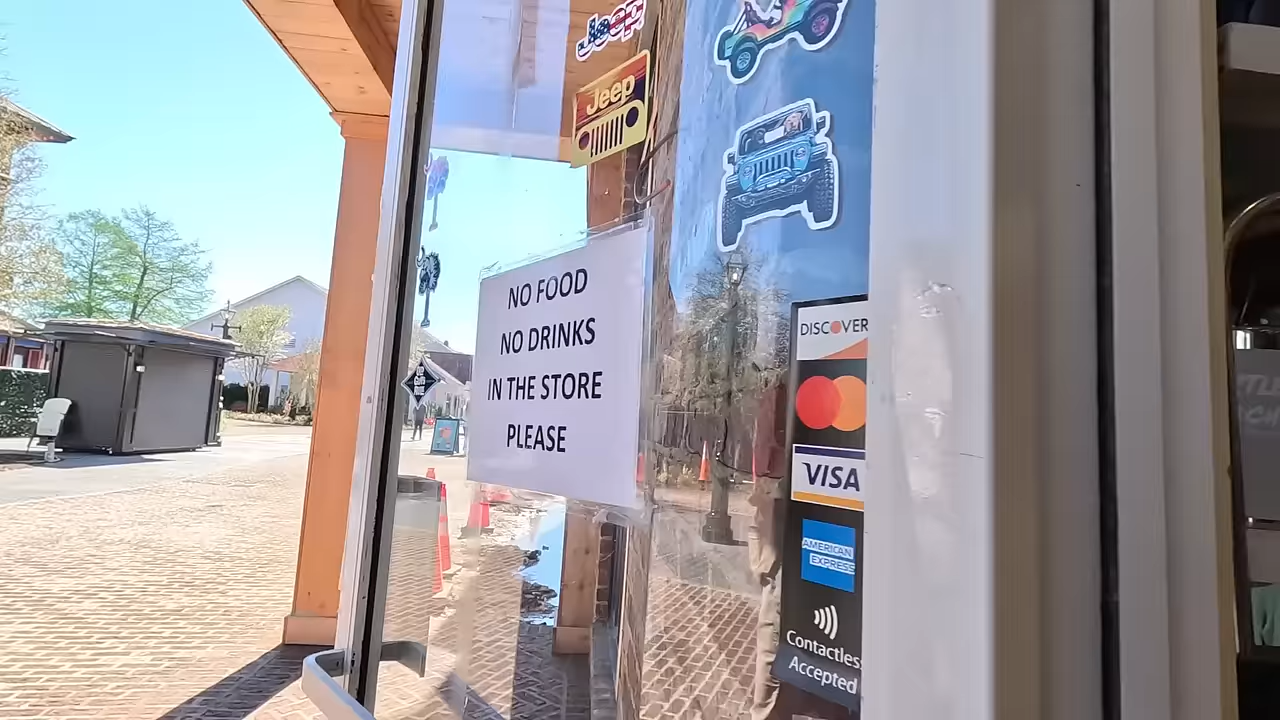 Jeep
Jeep
NO FOOD
NO DRINKS
IN THE STORE
PLEASE
DISCOVER
VISA
AMERICAN
EXPRESS
Contactless
Accepted